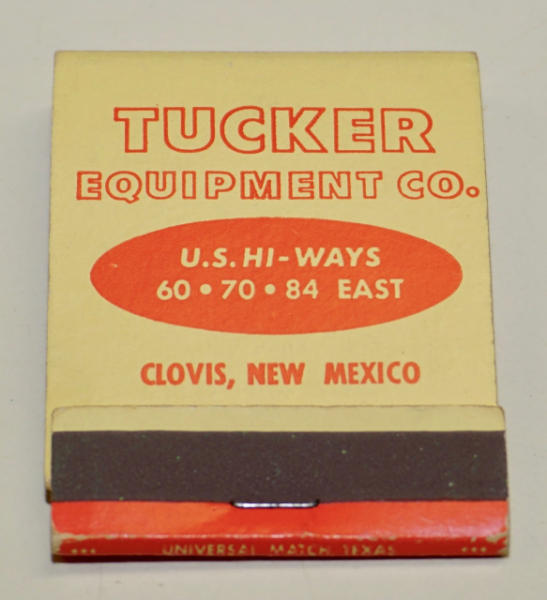 TUCKER
EQUIPMENT CO.
U.S. HI-WAYS
60 • 70 • 84 EAST
CLOVIS, NEW MEXICO
UNIVERSAL MATCH TEXAS